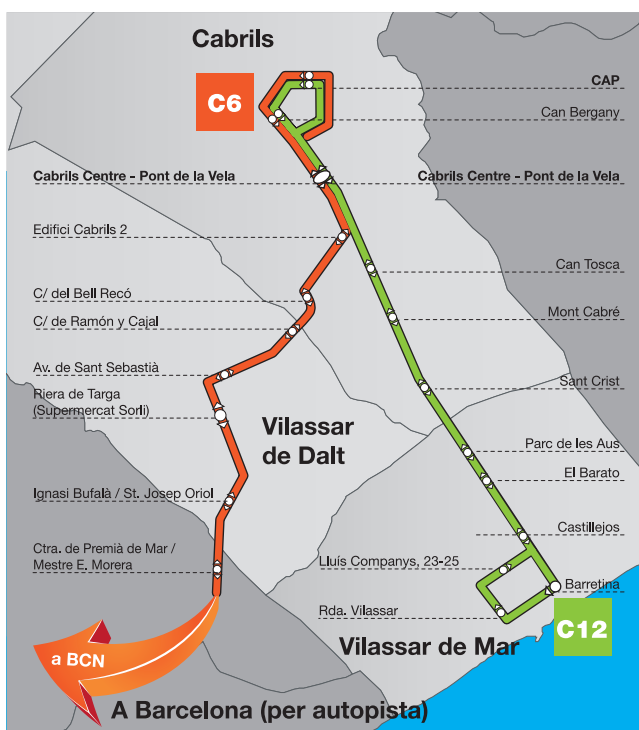 Cabrils
C6
CAP
Can Bergany
Cabrils Centre - Pont de la Vela
Cabrils Centre - Pont de la Vela
Edifici Cabrils 2
Can Tosca
C/ del Bell Recó
Mont Cabré
C/ de Ramón y Cajal
Av. de Sant Sebastià
Sant Crist
Riera de Targa
(Supermercat Sorli)
Vilassar
de Dalt
Parc de les Aus
El Barato
Ignasi Bufalà / St. Josep Oriol
Castillejos
Ctra. de Premià de Mar /
Mestre E. Morera
Lluís Companys, 23-25
Barretina
Rda. Vilassar
C12
Vilassar de Mar
a BCN
A Barcelona (per autopista)